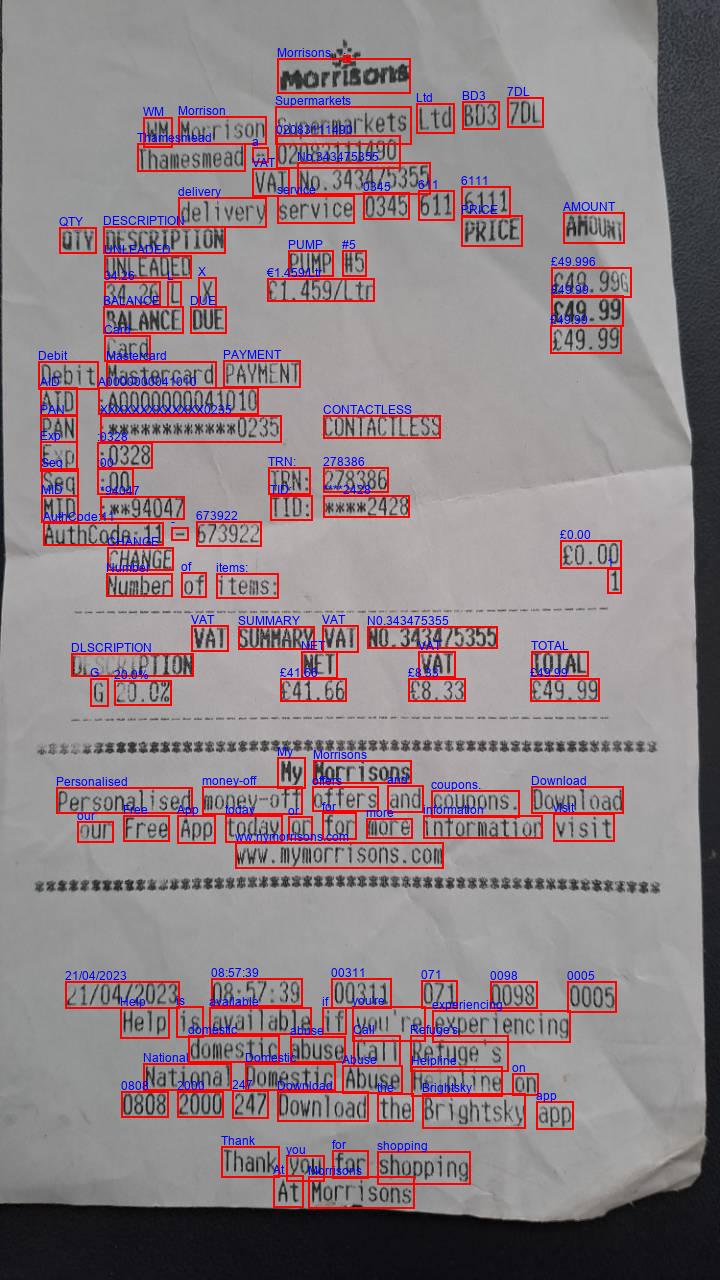 Morrisons
WM Morrison Supermarkets Ltd BD3 7DL
Thamesmead - 02083111490
VAT No.343475355
delivery service 0345 611 6111
QTY DESCRIPTION PRICE AMOUNT
UNLEADED PUMP #5 £49.99G
34.26 L X £1.459/Ltr
BALANCE DUE £49.99
Card £49.99
Debit Mastercard PAYMENT
AID :A0000000041010
PAN :************0235 CONTACTLESS
Exp :0328
Seq :00 TRN: 278386
MID :**94047 TID: ****2428
AuthCode:11 - 673922
CHANGE £0.00
Number of items: 1
VAT SUMMARY VAT NO.343475355
DESCRIPTION NET VAT TOTAL
G 20.0% £41.66 £8.33 £49.99
My Morrisons
Personalised money-off offers and coupons. Download
our Free App today or for more information visit
www.mymorrisons.com
21/04/2023 08:57:39 00311 071 0098 0005
Help is available if you're experiencing
domestic abuse Call Refuge's
National Domestic Abuse Helpline on
0808 2000 247 Download the Brightsky app
Thank you for shopping
At Morrisons